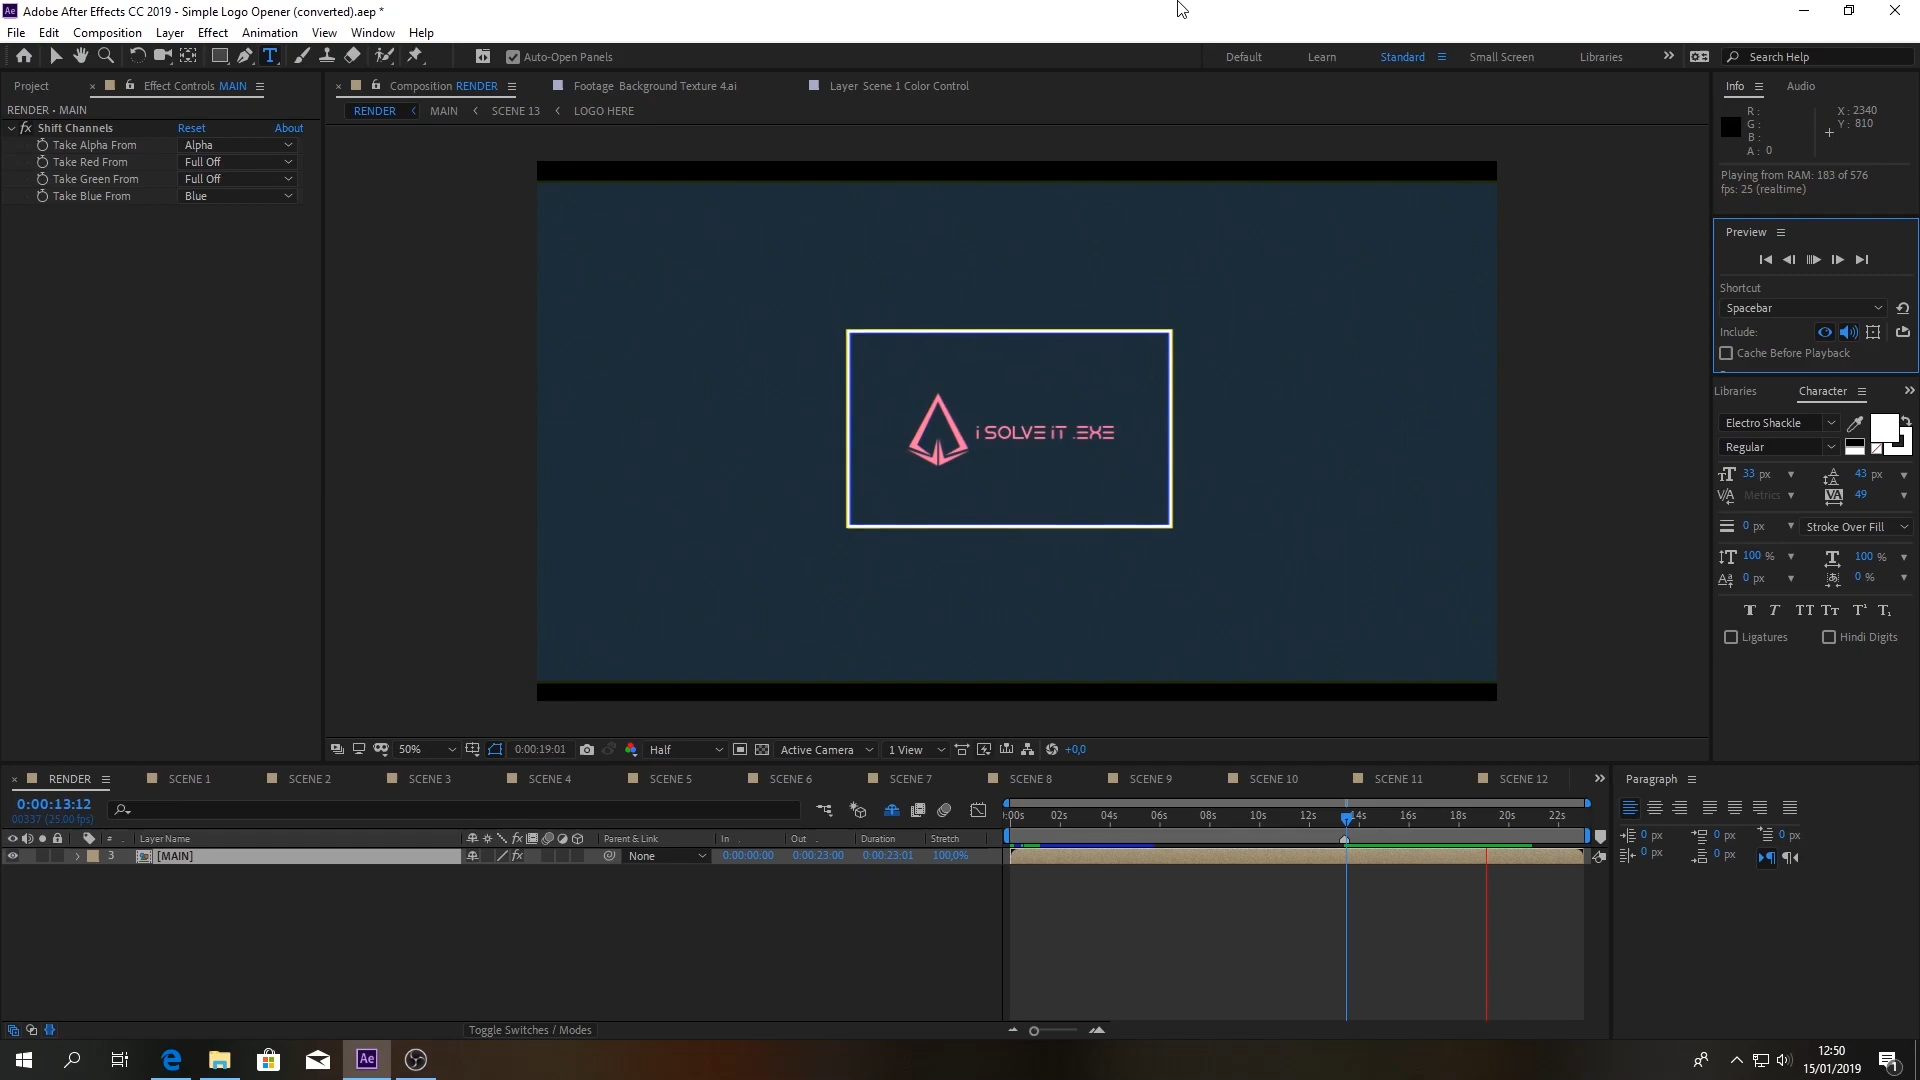 Adobe After Effects CC 2019 - Simple Logo Opener (converted).aep *
File Edit Composition Layer Effect Animation View Window Help
Auto-Open Panels
Default Learn Standard Small Screen Libraries Search Help
Project Effect Controls MAIN
RENDER • MAIN
fx Shift Channels Reset About
Take Alpha From Alpha
Take Red From Full Off
Take Green From Full Off
Take Blue From Blue
Composition RENDER Footage Background Texture 4.ai Layer Scene 1 Color Control
RENDER MAIN SCENE 13 LOGO HERE
i SOLVE iT .EXE
50% 0:00:19:01 Half Active Camera 1 View +0,0
Info Audio
R :
G :
B :
A : 0
X : 2340
Y : 810
Playing from RAM: 183 of 576
fps: 25 (realtime)
Preview
Shortcut
Spacebar
Include:
Cache Before Playback
Libraries Character
Electro Shackle
Regular
33 px 43 px
Metrics 49
0 px Stroke Over Fill
100 % 100 %
0 px 0 %
Ligatures Hindi Digits
RENDER SCENE 1 SCENE 2 SCENE 3 SCENE 4 SCENE 5 SCENE 6 SCENE 7 SCENE 8 SCENE 9 SCENE 10 SCENE 11 SCENE 12
0:00:13:12
00337 (25.00 fps)
:00s 02s 04s 06s 08s 10s 12s 14s 16s 18s 20s 22s
# Layer Name Parent & Link In Out Duration Stretch
3 [MAIN] fx None 0:00:00:00 0:00:23:00 0:00:23:01 100,0%
Toggle Switches / Modes
Paragraph
0 px 0 px 0 px
0 px 0 px
12:50
15/01/2019
1